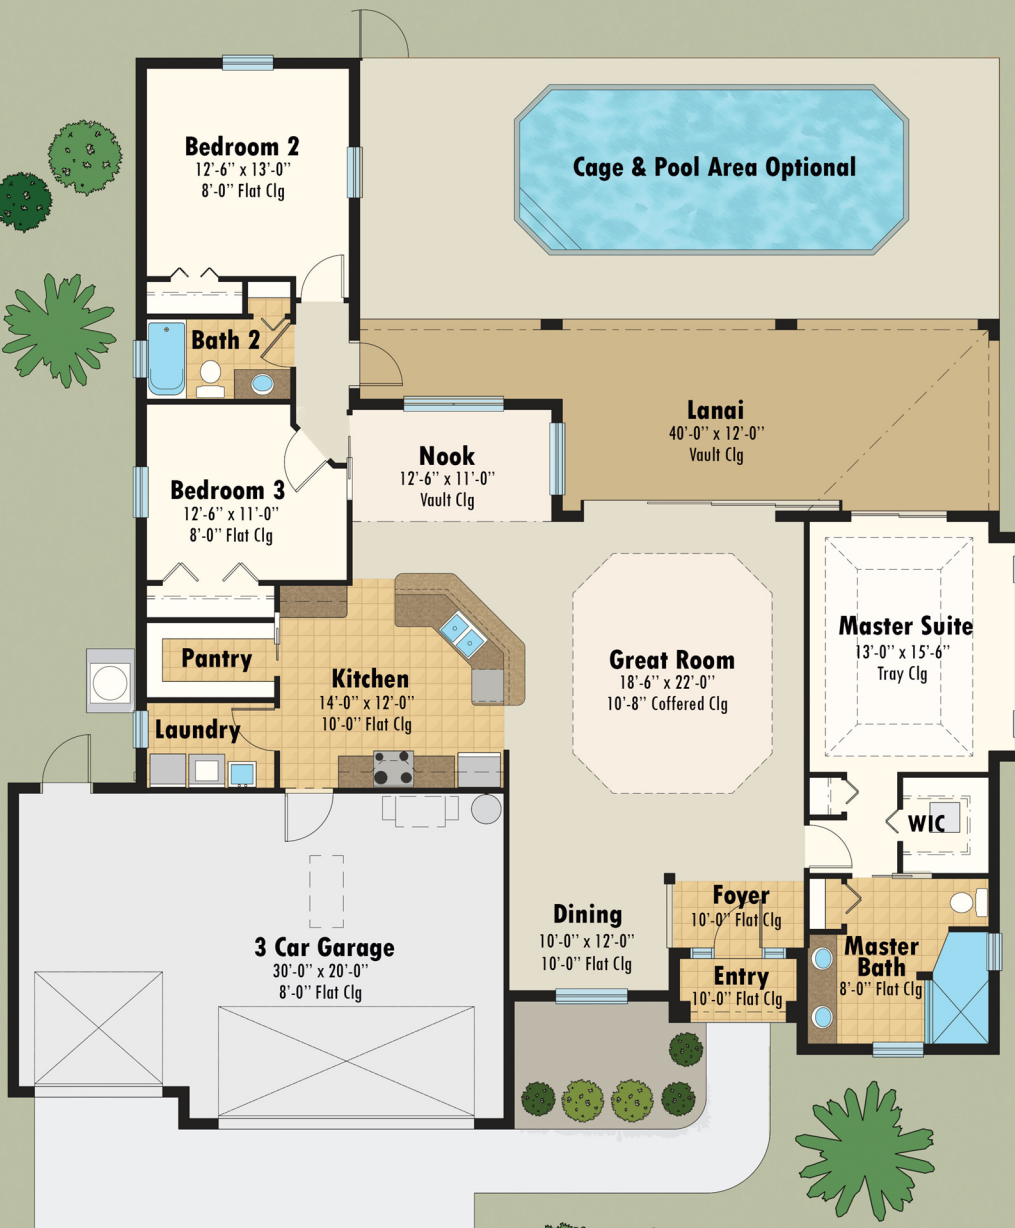 Bedroom 2
12'-6" x 13'-0"
8'-0" Flat Clg
Cage & Pool Area Optional
Bath 2
Lanai
40'-0" x 12'-0"
Vault Clg
Nook
12'-6" x 11'-0"
Vault Clg
Bedroom 3
12'-6" x 11'-0"
8'-0" Flat Clg
Master Suite
13'-0" x 15'-6"
Tray Clg
Great Room
18'-6" x 22'-0"
10'-8" Coffered Clg
Pantry
Kitchen
14'-0" x 12'-0"
10'-0" Flat Clg
Laundry
WIC
Foyer
10'-0" Flat Clg
Dining
10'-0" x 12'-0"
10'-0" Flat Clg
3 Car Garage
30'-0" x 20'-0"
8'-0" Flat Clg
Entry
10'-0" Flat Clg
Master
Bath
8'-0" Flat Clg